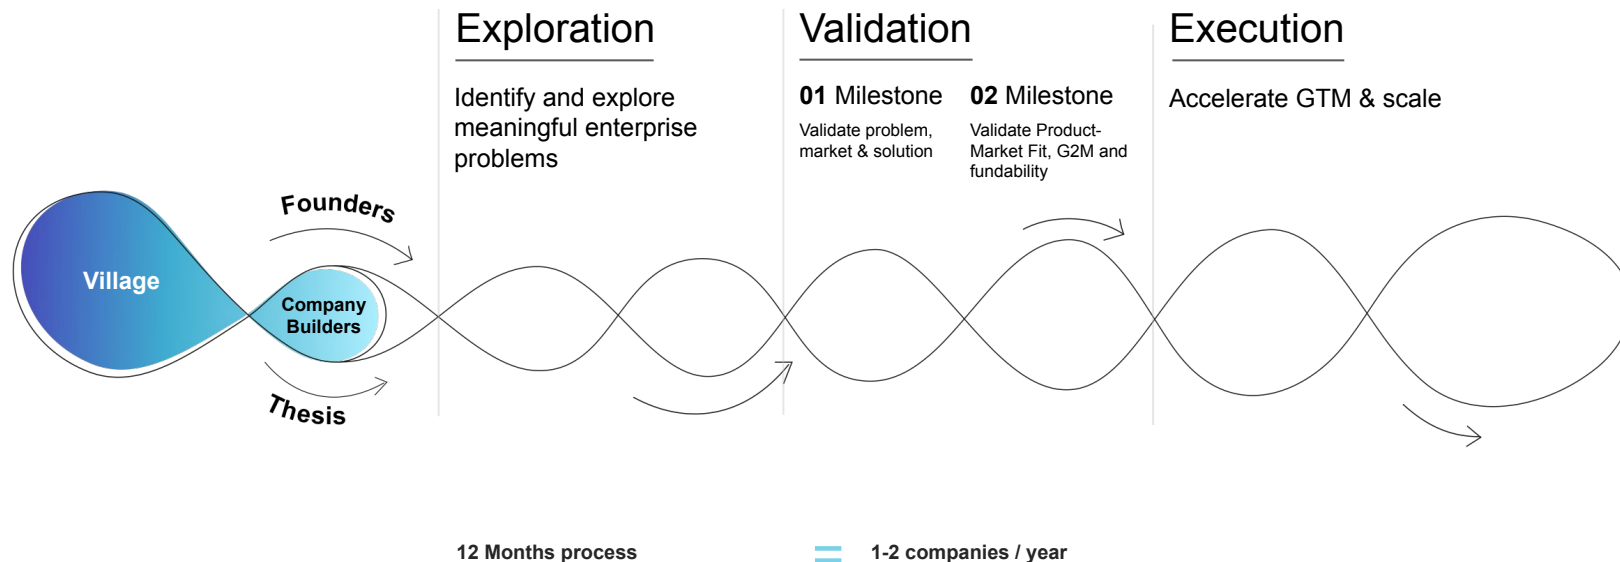 Exploration
Identify and explore
meaningful enterprise
problems
Validation
01 Milestone
Validate problem,
market & solution
02 Milestone
Validate Product-
Market Fit, G2M and
fundability
Execution
Accelerate GTM & scale
Village
Founders
Company
Builders
Thesis
12 Months process
=
1-2 companies / year